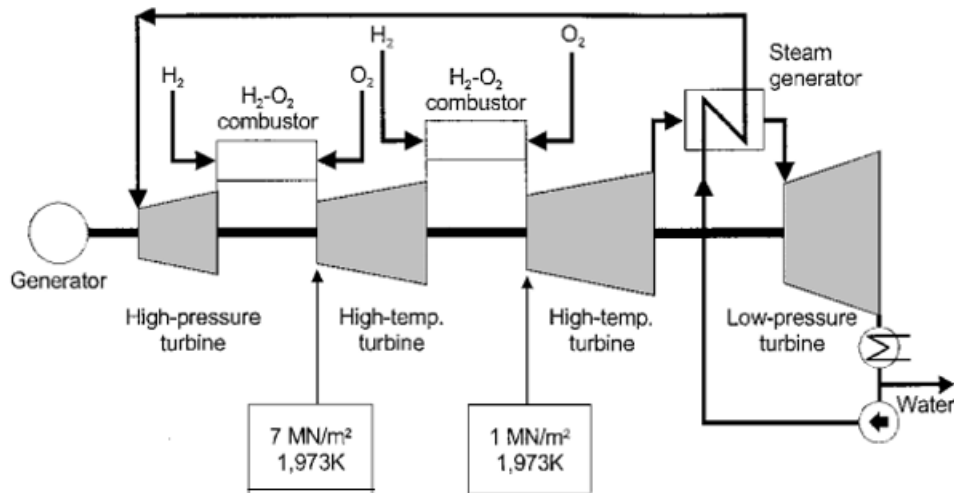 H₂
O₂
Steam
generator
H₂
H₂-O₂
combustor
O₂
H₂-O₂
combustor
Generator
High-pressure
turbine
High-temp.
turbine
High-temp.
turbine
Low-pressure
turbine
Water
7 MN/m²
1,973K
1 MN/m²
1,973K